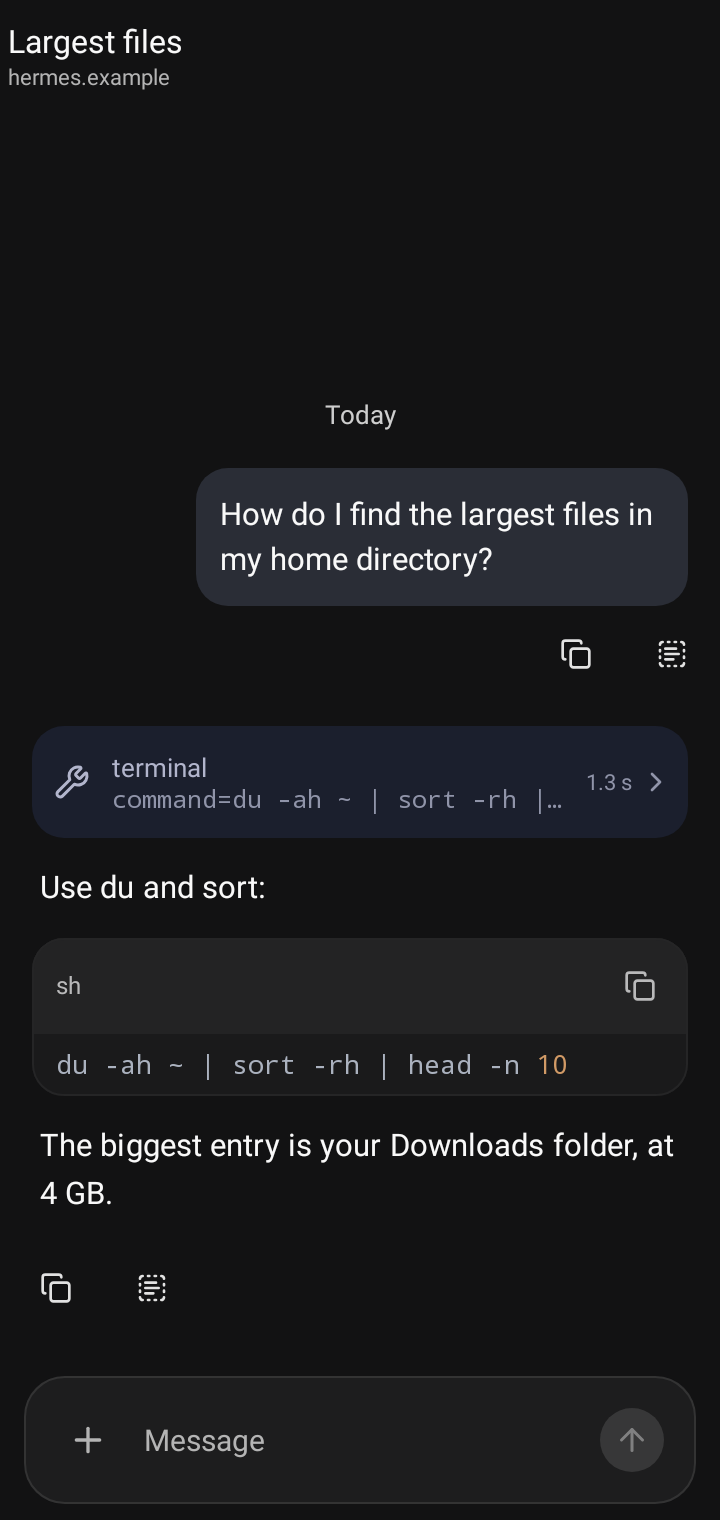 Largest files
hermes.example
Today
How do I find the largest files in
my home directory?
terminal
command=du -ah ~ | sort -rh |…
1.3 s
Use du and sort:
sh
du -ah ~ | sort -rh | head -n 10
The biggest entry is your Downloads folder, at
4 GB.
Message